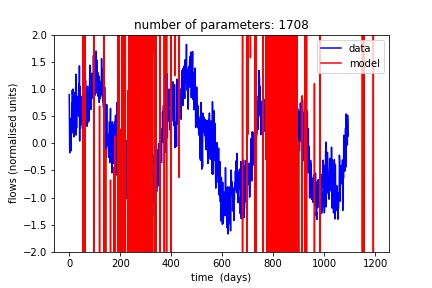 number of parameters: 1708
data
model
flows (normalised units)
2.0
1.5
1.0
0.5
0.0
−0.5
−1.0
−1.5
−2.0
0 200 400 600 800 1000 1200
time (days)